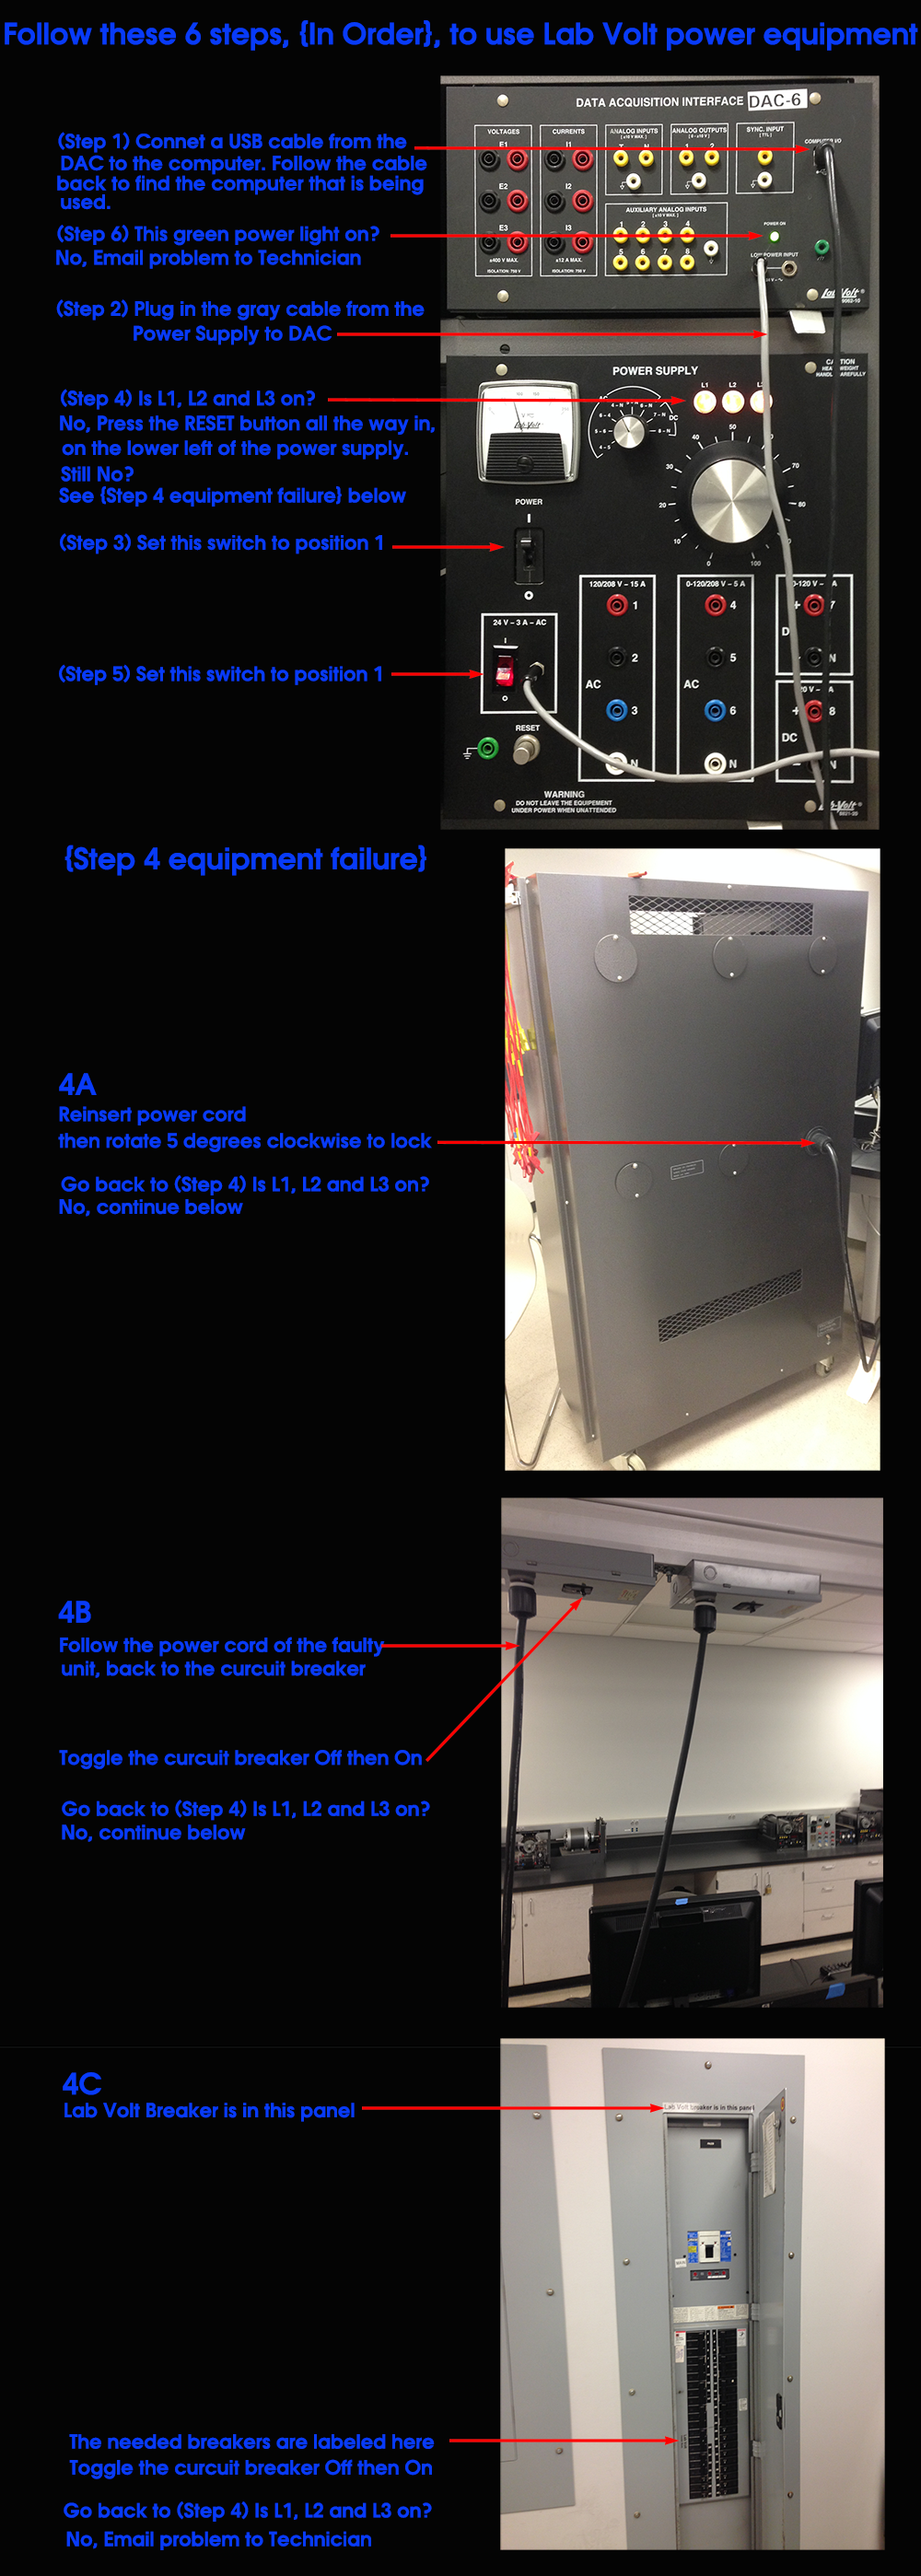 Follow these 6 steps, {In Order}, to use Lab Volt power equipment
DATA ACQUISITION INTERFACE DAC-6
VOLTAGES
CURRENTS
ANALOG INPUTS
ANALOG OUTPUTS
SYNC. INPUT
COMPUTER I/O
E1
I1
T N
1 2
E2
I2
E3
I3
AUXILIARY ANALOG INPUTS
1 2 3 4
5 6 7 8
±400 V MAX.
±12 A MAX.
POWER ON
LOW POWER INPUT
Lab-Volt®
(Step 1) Connet a USB cable from the
DAC to the computer. Follow the cable
back to find the computer that is being
used.
(Step 6) This green power light on?
No, Email problem to Technician
(Step 2) Plug in the gray cable from the
Power Supply to DAC
POWER SUPPLY
L1 L2 L3
(Step 4) Is L1, L2 and L3 on?
No, Press the RESET button all the way in,
on the lower left of the power supply.
Still No?
See {Step 4 equipment failure} below
Lab-Volt
AC
DC
0
10
20
30
40
50
70
80
100
POWER
I
(Step 3) Set this switch to position 1
120/208 V – 15 A
0-120/208 V – 5 A
1
4
7
24 V – 3 A – AC
I
2
5
N
AC
AC
(Step 5) Set this switch to position 1
3
6
8
DC
RESET
N
N
N
WARNING
DO NOT LEAVE THE EQUIPEMENT
UNDER POWER WHEN UNATTENDED
Lab-Volt®
{Step 4 equipment failure}
4A
Reinsert power cord
then rotate 5 degrees clockwise to lock
Go back to (Step 4) Is L1, L2 and L3 on?
No, continue below
4B
Follow the power cord of the faulty
unit, back to the curcuit breaker
Toggle the curcuit breaker Off then On
Go back to (Step 4) Is L1, L2 and L3 on?
No, continue below
4C
Lab Volt Breaker is in this panel
Lab Volt breaker is in this panel
The needed breakers are labeled here
Toggle the curcuit breaker Off then On
Go back to (Step 4) Is L1, L2 and L3 on?
No, Email problem to Technician